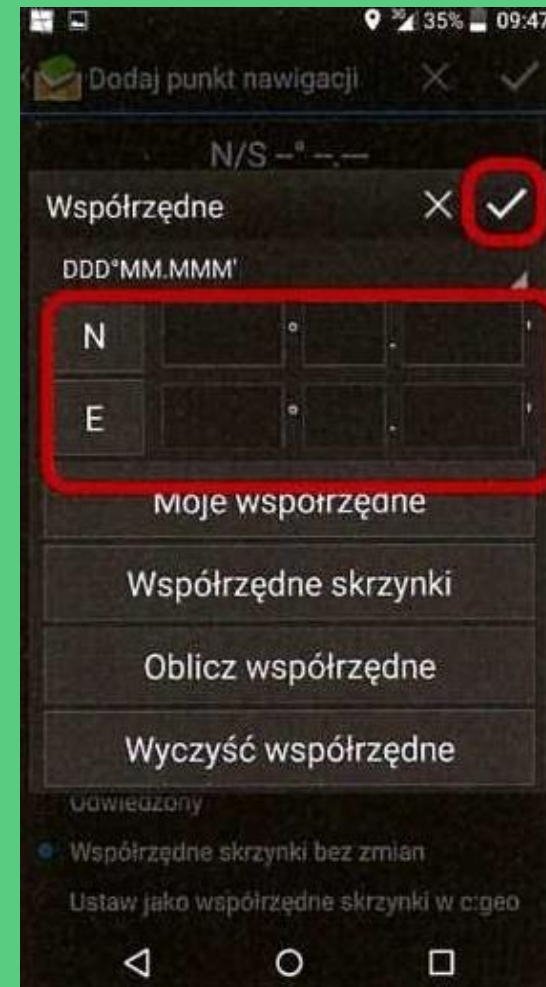 3G 35% 09:47
Dodaj punkt nawigacji
N/S --° --.---
Współrzędne
DDD°MM.MMM'
N ° . '
E ° . '
Moje współrzędne
Współrzędne skrzynki
Oblicz współrzędne
Wyczyść współrzędne
Odwiedzony
Współrzędne skrzynki bez zmian
Ustaw jako współrzędne skrzynki w c:geo